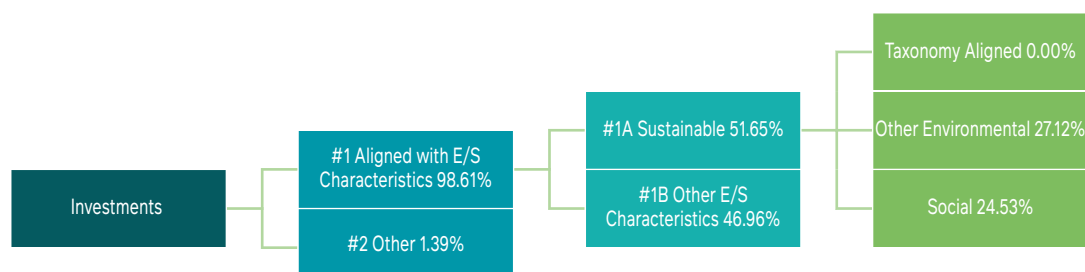 Investments
#1 Aligned with E/S
Characteristics 98.61%
#2 Other 1.39%
#1A Sustainable 51.65%
#1B Other E/S
Characteristics 46.96%
Taxonomy Aligned 0.00%
Other Environmental 27.12%
Social 24.53%